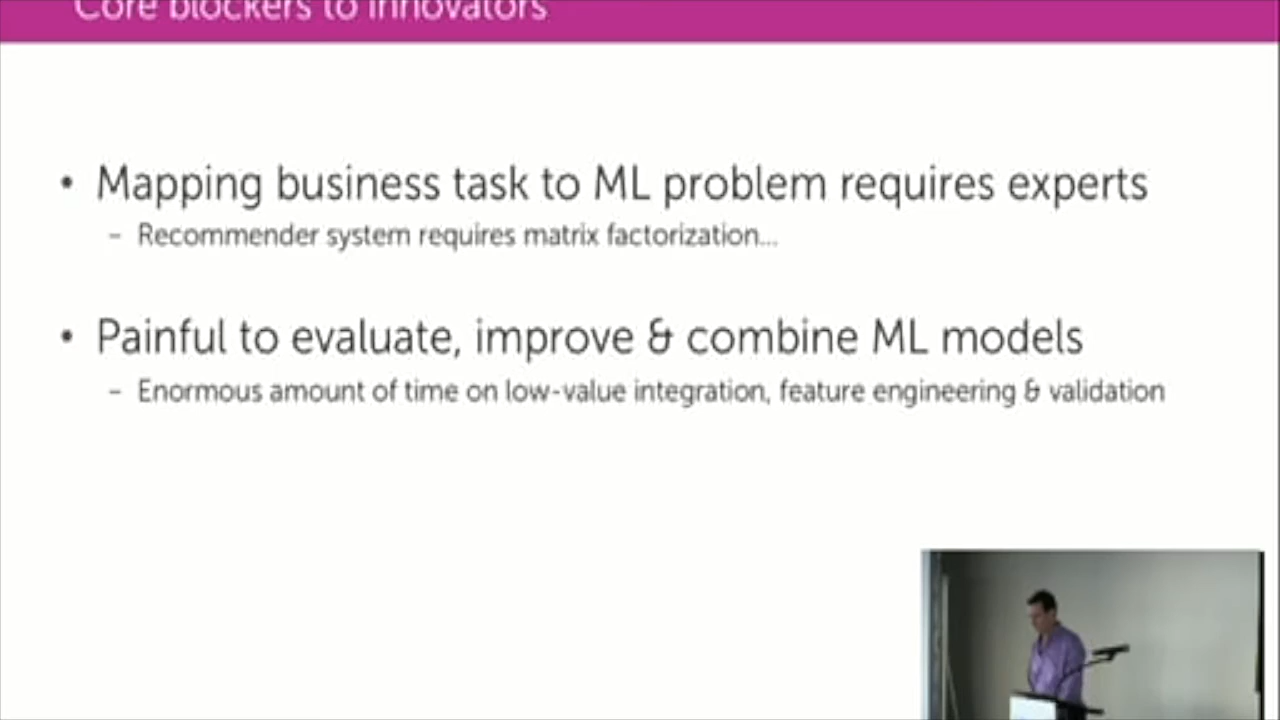 Core blockers to innovators
• Mapping business task to ML problem requires experts
– Recommender system requires matrix factorization...
• Painful to evaluate, improve & combine ML models
– Enormous amount of time on low-value integration, feature engineering & validation